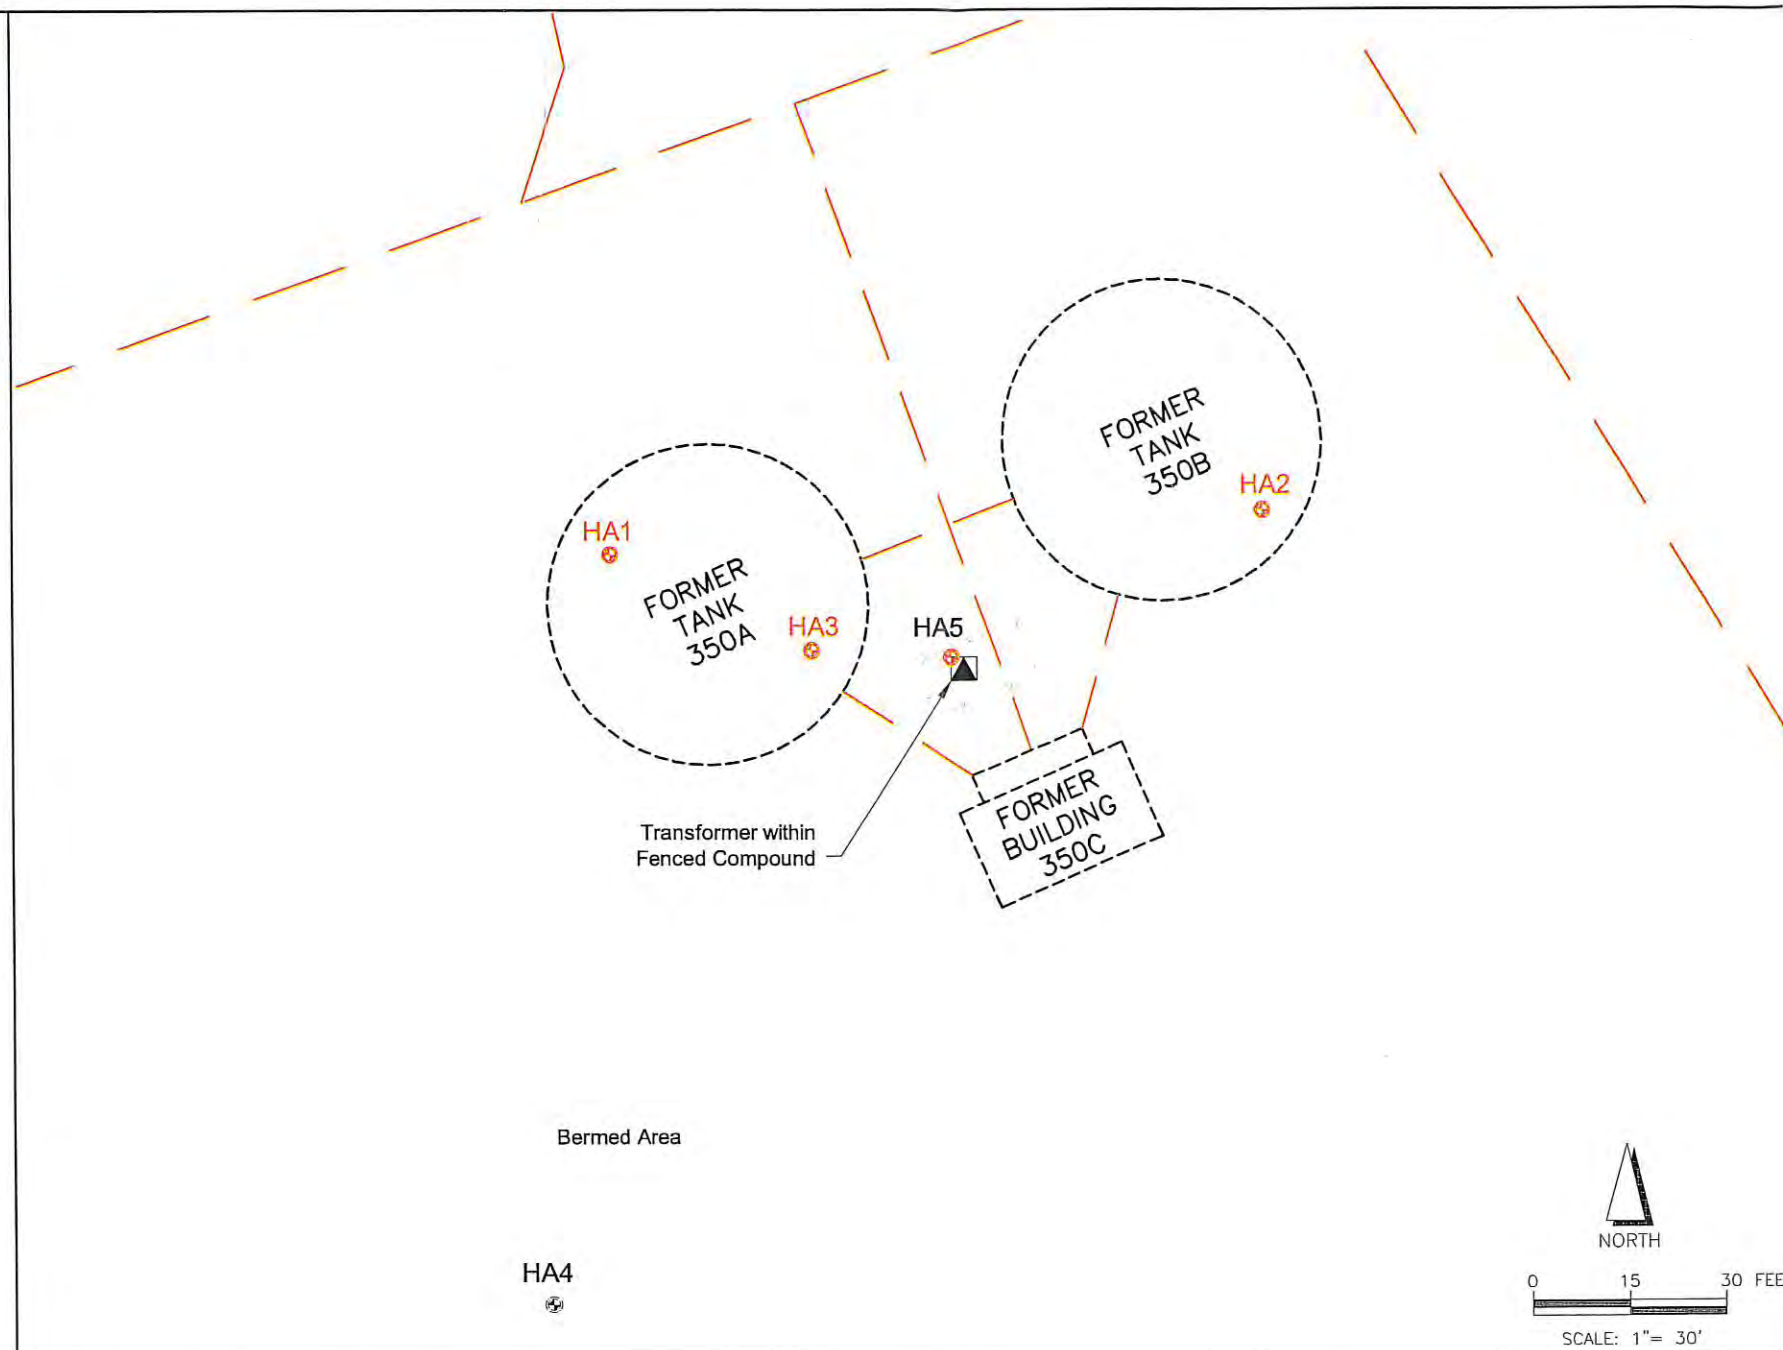 FORMER
TANK
350B
HA2
HA1
FORMER
TANK
350A
HA3
HA5
Transformer within
Fenced Compound
FORMER
BUILDING
350C
Bermed Area
HA4
NORTH
0 15 30 FEE
SCALE: 1"= 30'